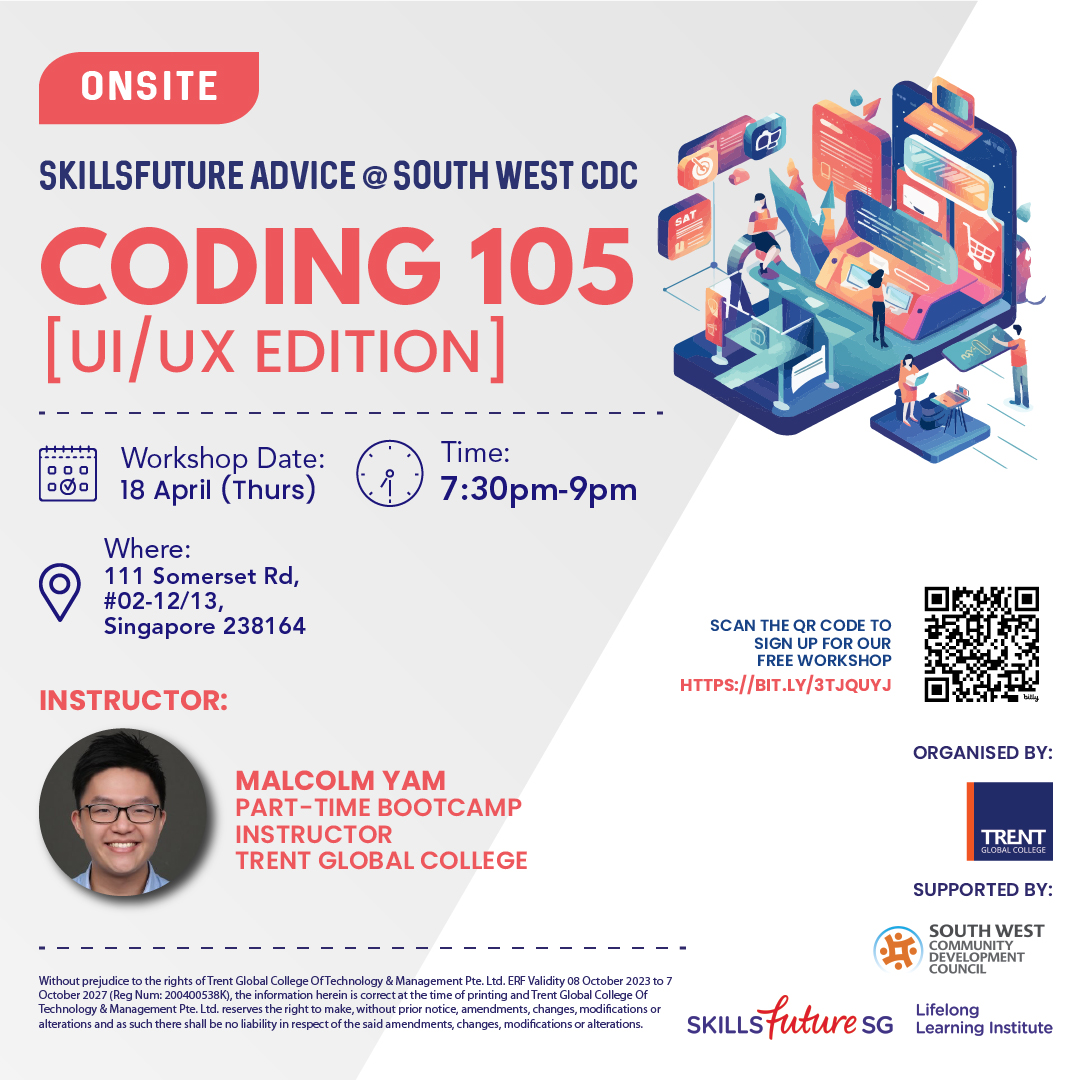 ONSITE
SKILLSFUTURE ADVICE @ SOUTH WEST CDC
CODING 105
[UI/UX EDITION]
SAT
Workshop Date:
18 April (Thurs)
Time:
7:30pm-9pm
Where:
111 Somerset Rd,
#02-12/13,
Singapore 238164
SCAN THE QR CODE TO
SIGN UP FOR OUR
FREE WORKSHOP
HTTPS://BIT.LY/3TJQUYJ
bitly
INSTRUCTOR:
MALCOLM YAM
PART-TIME BOOTCAMP
INSTRUCTOR
TRENT GLOBAL COLLEGE
ORGANISED BY:
TRENT
GLOBAL COLLEGE
SUPPORTED BY:
SOUTH WEST
COMMUNITY
DEVELOPMENT
COUNCIL
SKILLSfuture SG
Lifelong
Learning Institute
Without prejudice to the rights of Trent Global College Of Technology & Management Pte. Ltd. ERF Validity 08 October 2023 to 7
October 2027 (Reg Num: 200400538K), the information herein is correct at the time of printing and Trent Global College Of
Technology & Management Pte. Ltd. reserves the right to make, without prior notice, amendments, changes, modifications or
alterations and as such there shall be no liability in respect of the said amendments, changes, modifications or alterations.